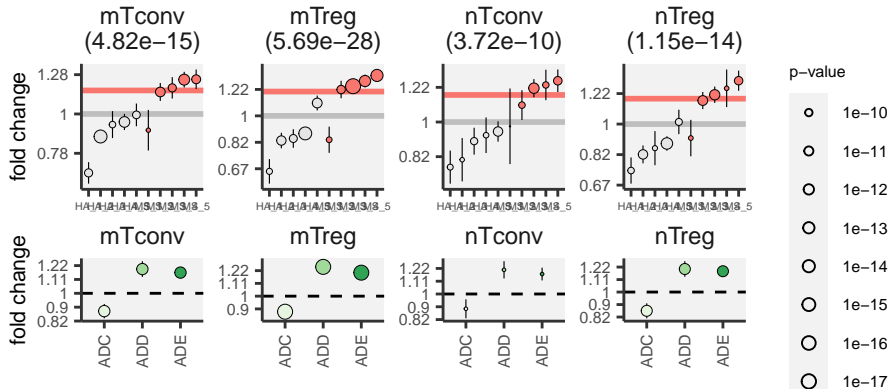 mTconv mTreg nTconv nTreg
(4.82e−15) (5.69e−28) (3.72e−10) (1.15e−14)
fold change
1.28
1
0.78
1.22
1
0.82
0.67
1.22
1
0.82
1.22
1
0.82
0.67
mTconv mTreg nTconv nTreg
fold change
1.22
1.11
1
0.9
0.82
1.22
1.11
1
0.9
1.22
1.11
1
0.9
0.82
1.22
1.11
1
0.9
0.82
ADC ADD ADE ADC ADD ADE ADC ADD ADE ADC ADD ADE
p−value
1e−10
1e−11
1e−12
1e−13
1e−14
1e−15
1e−16
1e−17